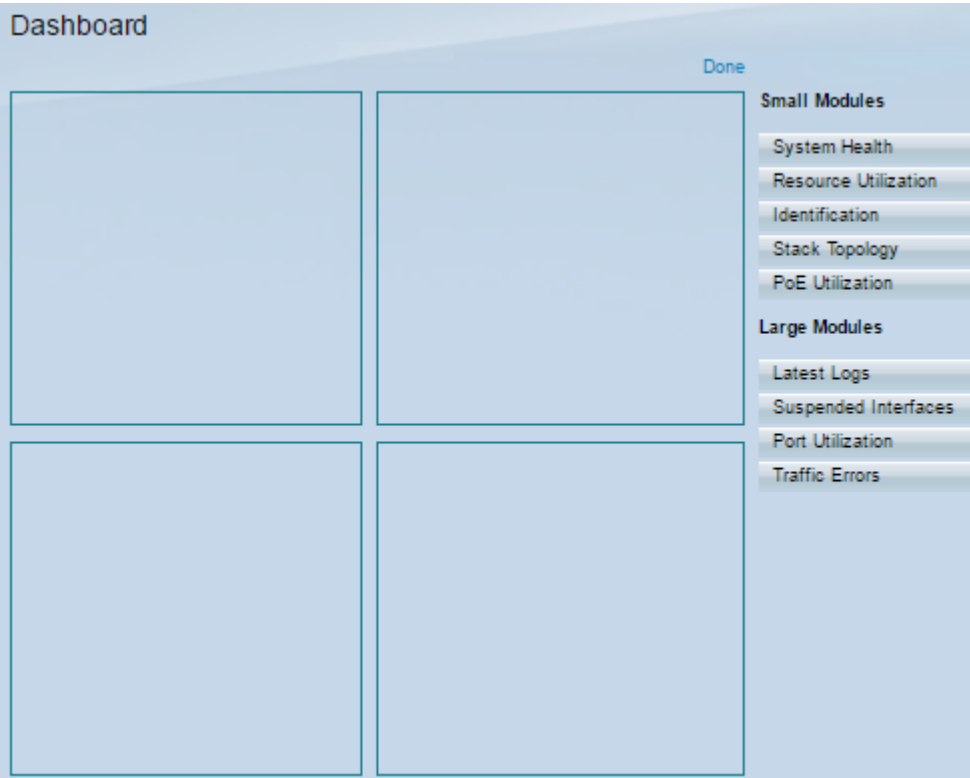 Dashboard
Done
Small Modules
System Health
Resource Utilization
Identification
Stack Topology
PoE Utilization
Large Modules
Latest Logs
Suspended Interfaces
Port Utilization
Traffic Errors